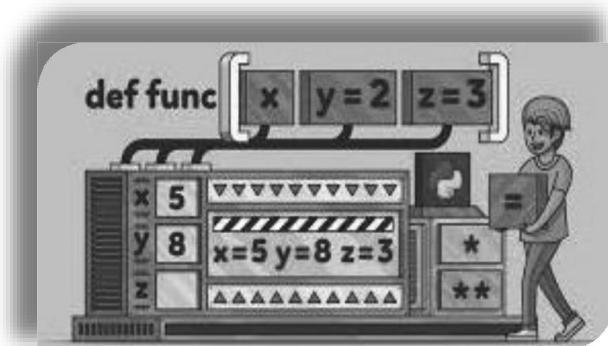 def func [ x y = 2 z = 3 ]
x 5
y 8
z
x=5 y=8 z=3
=
*
**